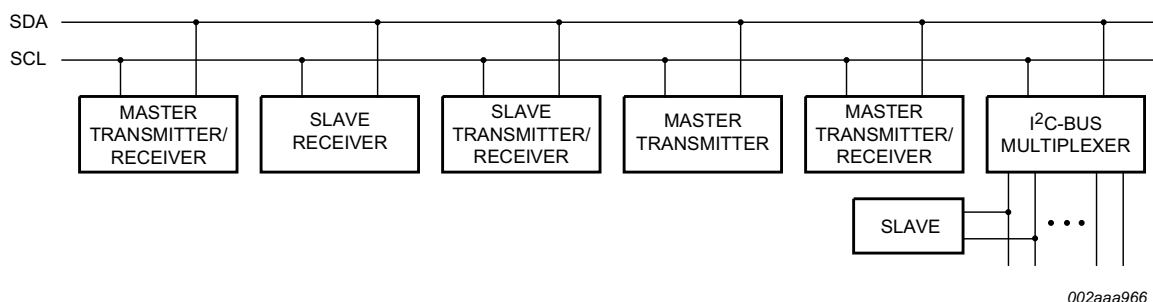 SDA
SCL
MASTER
TRANSMITTER/
RECEIVER
SLAVE
RECEIVER
SLAVE
TRANSMITTER/
RECEIVER
MASTER
TRANSMITTER
MASTER
TRANSMITTER/
RECEIVER
I²C-BUS
MULTIPLEXER
SLAVE
002aaa966